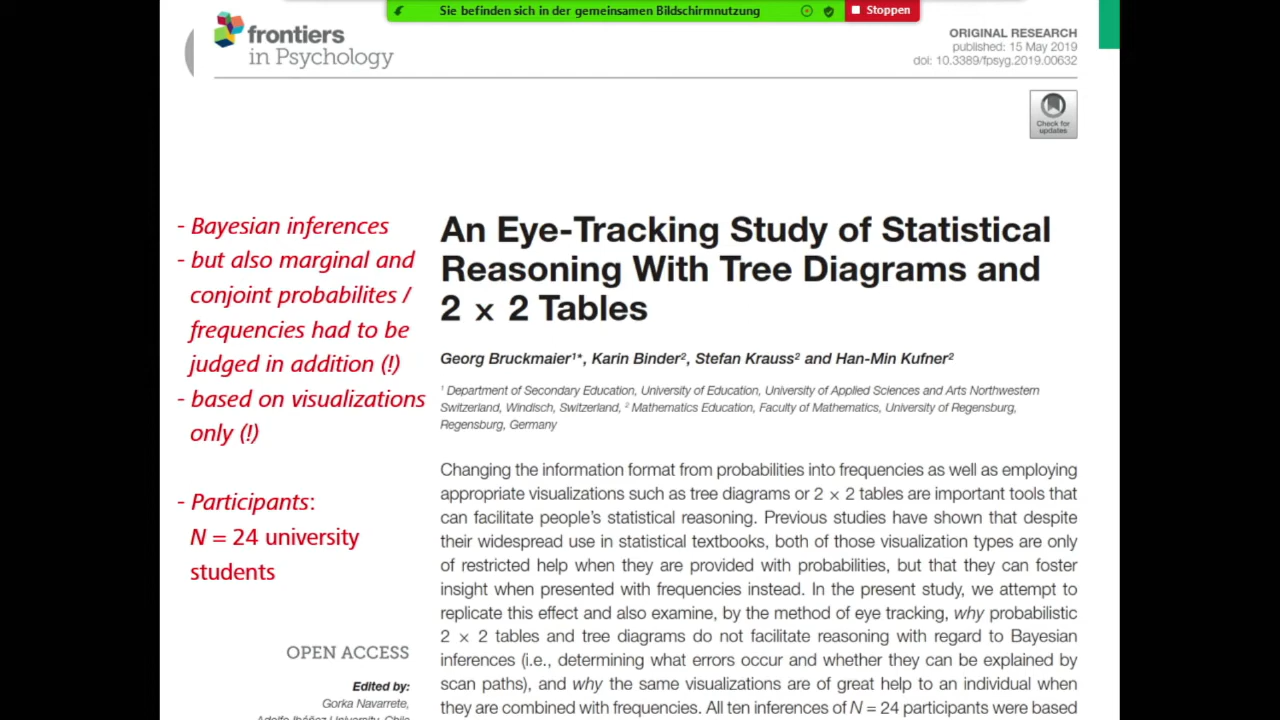 Sie befinden sich in der gemeinsamen Bildschirmnutzung
Stoppen
frontiers
in Psychology
ORIGINAL RESEARCH
published: 15 May 2019
doi: 10.3389/fpsyg.2019.00632
Check for
updates
- Bayesian inferences
- but also marginal and
conjoint probabilites /
frequencies had to be
judged in addition (!)
- based on visualizations
only (!)
- Participants:
N = 24 university
students
An Eye-Tracking Study of Statistical
Reasoning With Tree Diagrams and
2 × 2 Tables
Georg Bruckmaier¹*, Karin Binder², Stefan Krauss² and Han-Min Kufner²
¹ Department of Secondary Education, University of Education, University of Applied Sciences and Arts Northwestern
Switzerland, Windisch, Switzerland, ² Mathematics Education, Faculty of Mathematics, University of Regensburg,
Regensburg, Germany
Changing the information format from probabilities into frequencies as well as employing
appropriate visualizations such as tree diagrams or 2 × 2 tables are important tools that
can facilitate people's statistical reasoning. Previous studies have shown that despite
their widespread use in statistical textbooks, both of those visualization types are only
of restricted help when they are provided with probabilities, but that they can foster
insight when presented with frequencies instead. In the present study, we attempt to
replicate this effect and also examine, by the method of eye tracking, why probabilistic
2 × 2 tables and tree diagrams do not facilitate reasoning with regard to Bayesian
inferences (i.e., determining what errors occur and whether they can be explained by
scan paths), and why the same visualizations are of great help to an individual when
they are combined with frequencies. All ten inferences of N = 24 participants were based
OPEN ACCESS
Edited by:
Gorka Navarrete,
Adolfo Ibáñez University, Chile